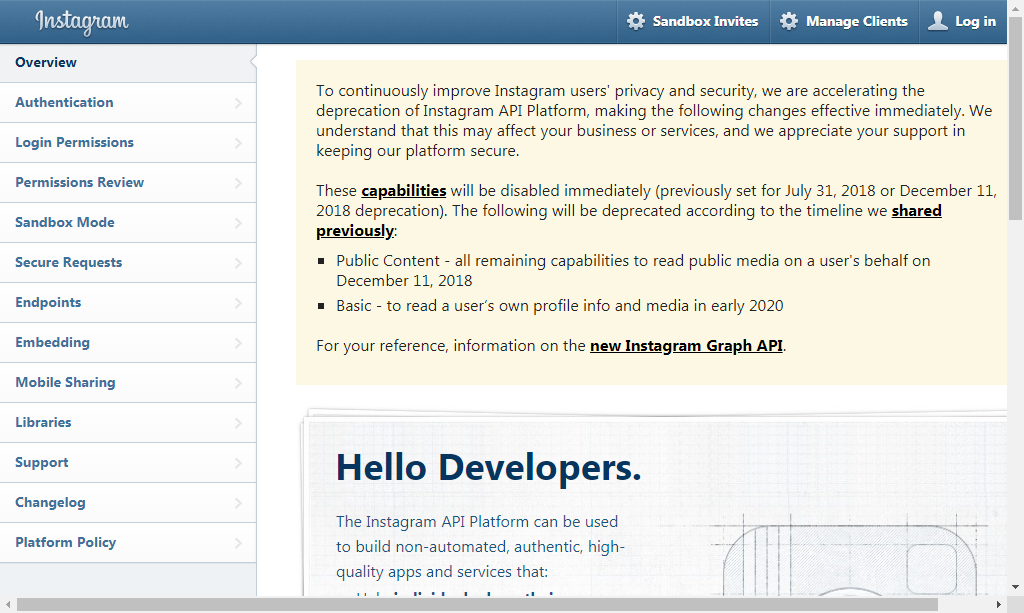 Instagram
Sandbox Invites
Manage Clients
Log in
Overview
Authentication
Login Permissions
Permissions Review
Sandbox Mode
Secure Requests
Endpoints
Embedding
Mobile Sharing
Libraries
Support
Changelog
Platform Policy
To continuously improve Instagram users' privacy and security, we are accelerating the
deprecation of Instagram API Platform, making the following changes effective immediately. We
understand that this may affect your business or services, and we appreciate your support in
keeping our platform secure.
These capabilities will be disabled immediately (previously set for July 31, 2018 or December 11,
2018 deprecation). The following will be deprecated according to the timeline we shared
previously:
Public Content - all remaining capabilities to read public media on a user's behalf on
December 11, 2018
Basic - to read a user’s own profile info and media in early 2020
For your reference, information on the new Instagram Graph API.
Hello Developers.
The Instagram API Platform can be used
to build non-automated, authentic, high-
quality apps and services that: